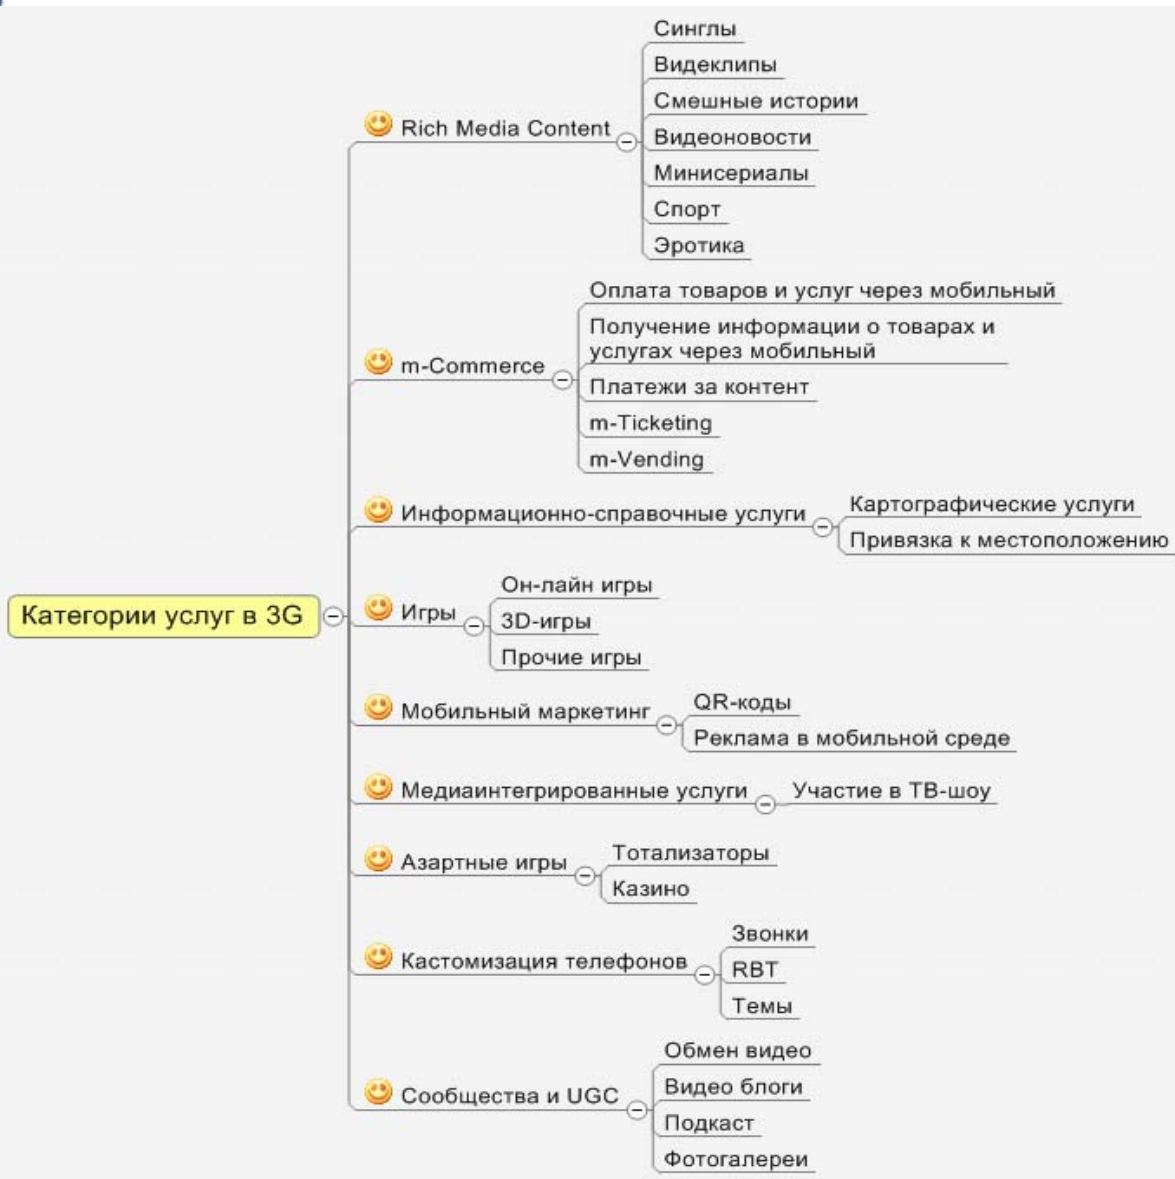 Категории услуг в 3G
Rich Media Content
Синглы
Видеклипы
Смешные истории
Видеоновости
Минисериалы
Спорт
Эротика
m-Commerce
Оплата товаров и услуг через мобильный
Получение информации о товарах и
услугах через мобильный
Платежи за контент
m-Ticketing
m-Vending
Информационно-справочные услуги
Картографические услуги
Привязка к местоположению
Игры
Он-лайн игры
3D-игры
Прочие игры
Мобильный маркетинг
QR-коды
Реклама в мобильной среде
Медиаинтегрированные услуги
Участие в ТВ-шоу
Азартные игры
Тотализаторы
Казино
Кастомизация телефонов
Звонки
RBT
Темы
Сообщества и UGC
Обмен видео
Видео блоги
Подкаст
Фотогалереи